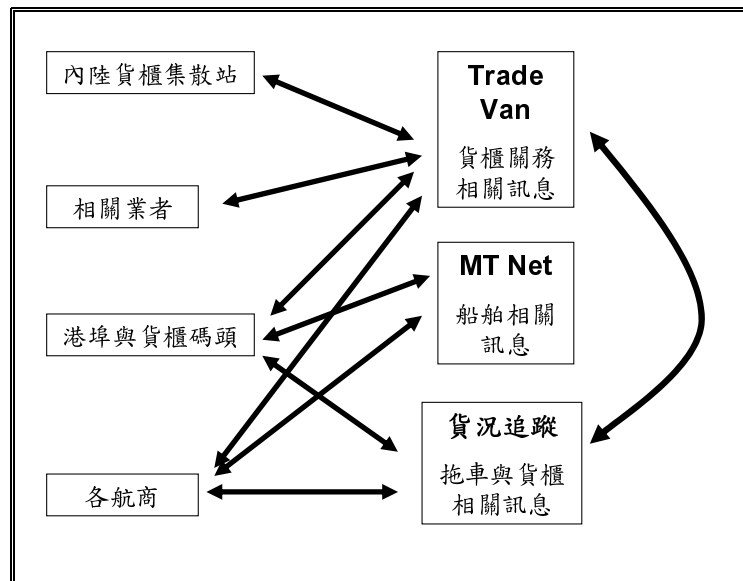 內陸貨櫃集散站
相關業者
港埠與貨櫃碼頭
各航商
Trade
Van
貨櫃關務
相關訊息
MT Net
船舶相關
訊息
貨況追蹤
拖車與貨櫃
相關訊息